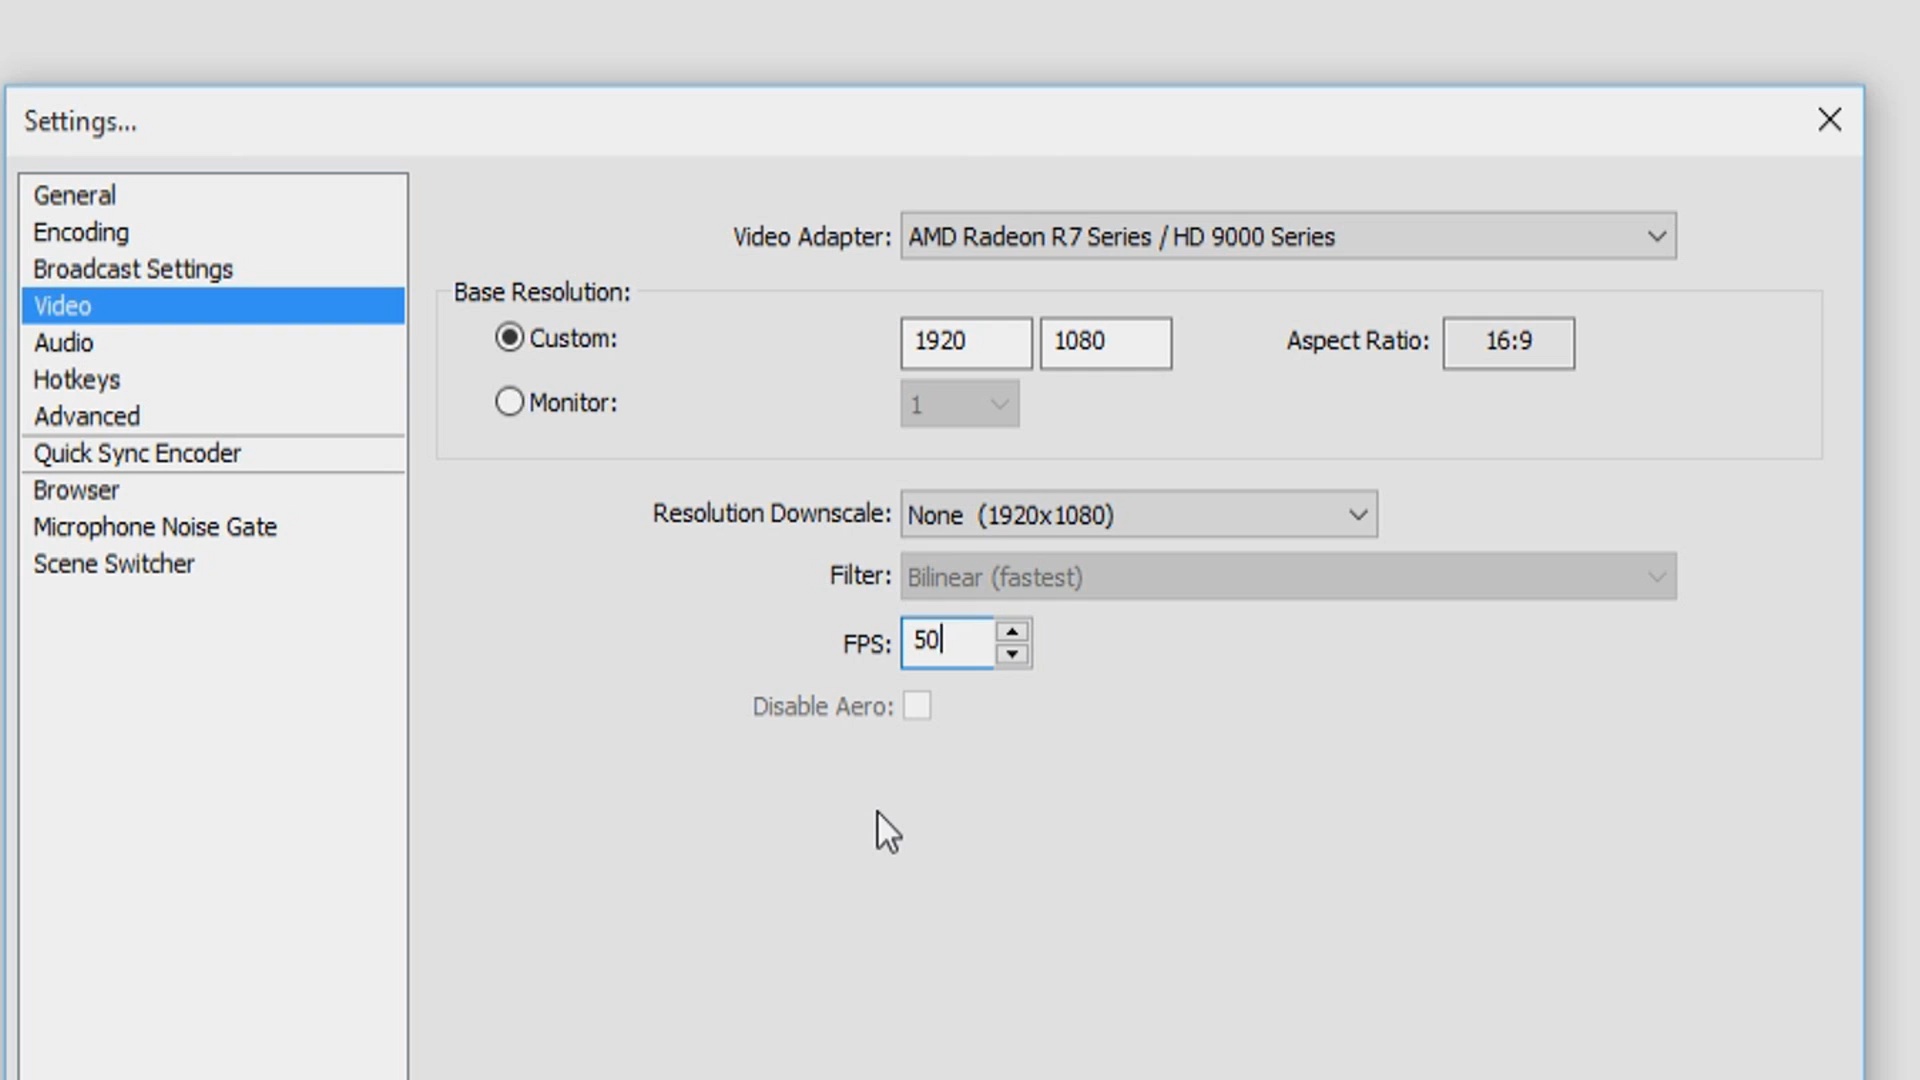 Settings...
General
Encoding
Broadcast Settings
Video
Audio
Hotkeys
Advanced
Quick Sync Encoder
Browser
Microphone Noise Gate
Scene Switcher
Video Adapter: AMD Radeon R7 Series / HD 9000 Series
Base Resolution:
Custom: 1920 1080 Aspect Ratio: 16:9
Monitor: 1
Resolution Downscale: None (1920x1080)
Filter: Bilinear (fastest)
FPS: 50
Disable Aero: